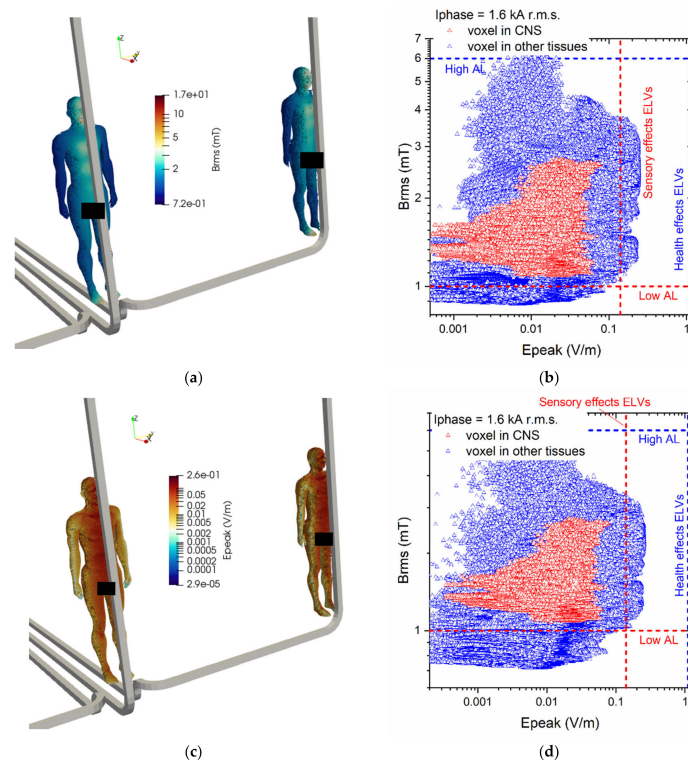 (a)
Z
Y
X
1.7e+01
10
5
2
7.2e-01
Brms (mT)
(b)
Iphase = 1.6 kA r.m.s.
voxel in CNS
voxel in other tissues
High AL
Low AL
Sensory effects ELVs
Health effects ELVs
7
6
5
4
3
2
1
Brms (mT)
0.001
0.01
0.1
1
Epeak (V/m)
(c)
Z
Y
X
2.6e-01
0.05
0.02
0.01
0.005
0.002
0.001
0.0005
0.0002
0.0001
2.9e-05
Epeak (V/m)
(d)
Sensory effects ELVs
Iphase = 1.6 kA r.m.s.
voxel in CNS
voxel in other tissues
High AL
Low AL
Health effects ELVs
1
Brms (mT)
0.001
0.01
0.1
1
Epeak (V/m)